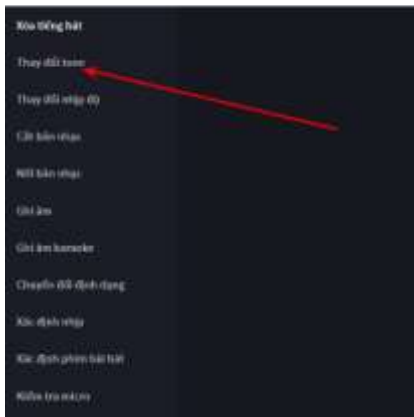 Xóa tiếng hát
Thay đổi tone
Thay đổi nhịp độ
Cắt bản nhạc
Nối bản nhạc
Ghi âm
Ghi âm karaoke
Chuyển đổi định dạng
Xác định nhịp
Xác định phím bài hát
Kiểm tra micro